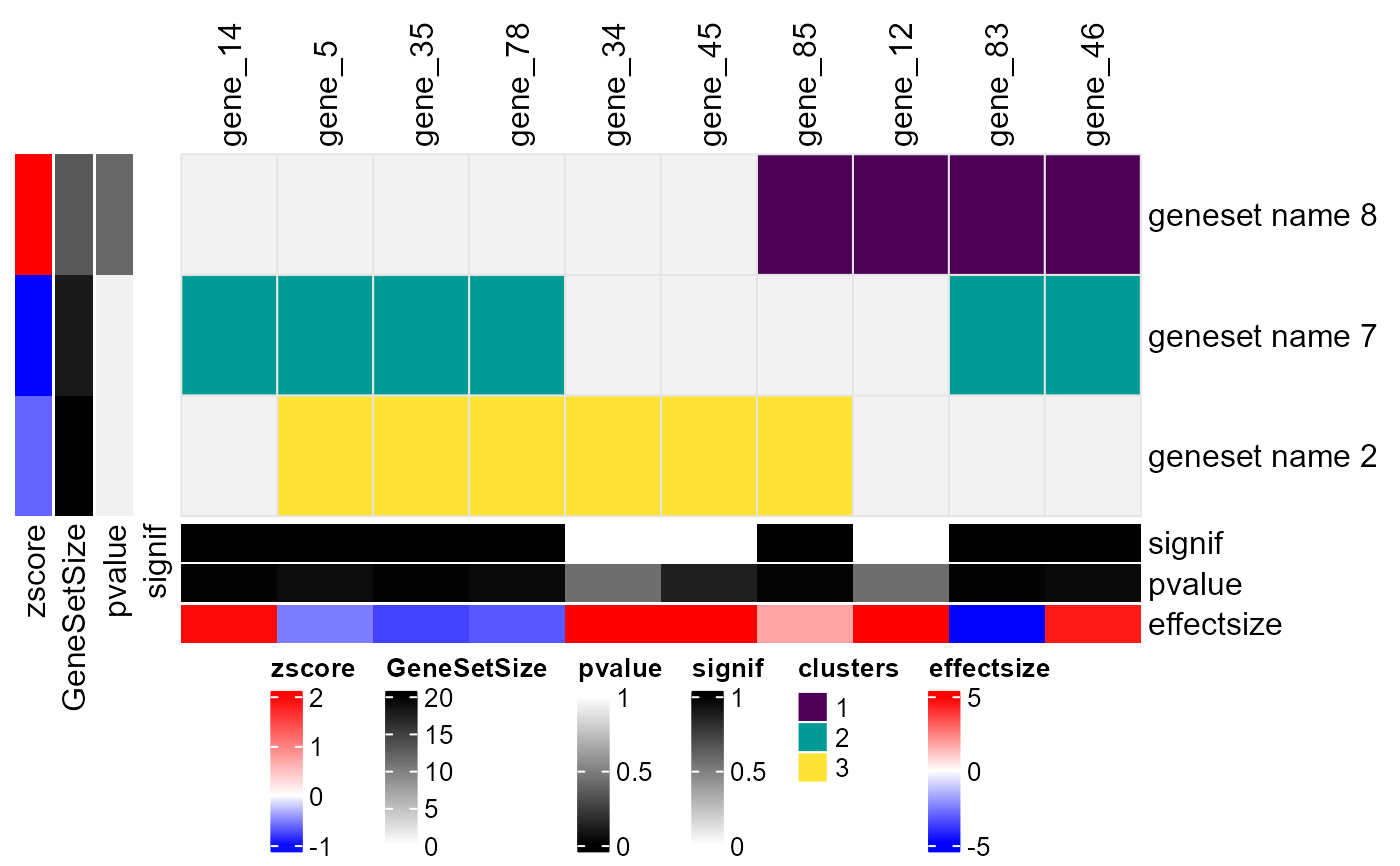 gene_14
gene_5
gene_35
gene_78
gene_34
gene_45
gene_85
gene_12
gene_83
gene_46
geneset name 8
geneset name 7
geneset name 2
zscore
GeneSetSize
pvalue
signif
signif
pvalue
effectsize
zscore
2
1
0
-1
GeneSetSize
20
15
10
5
0
pvalue
1
0.5
0
signif
1
0.5
0
clusters
1
2
3
effectsize
5
0
-5